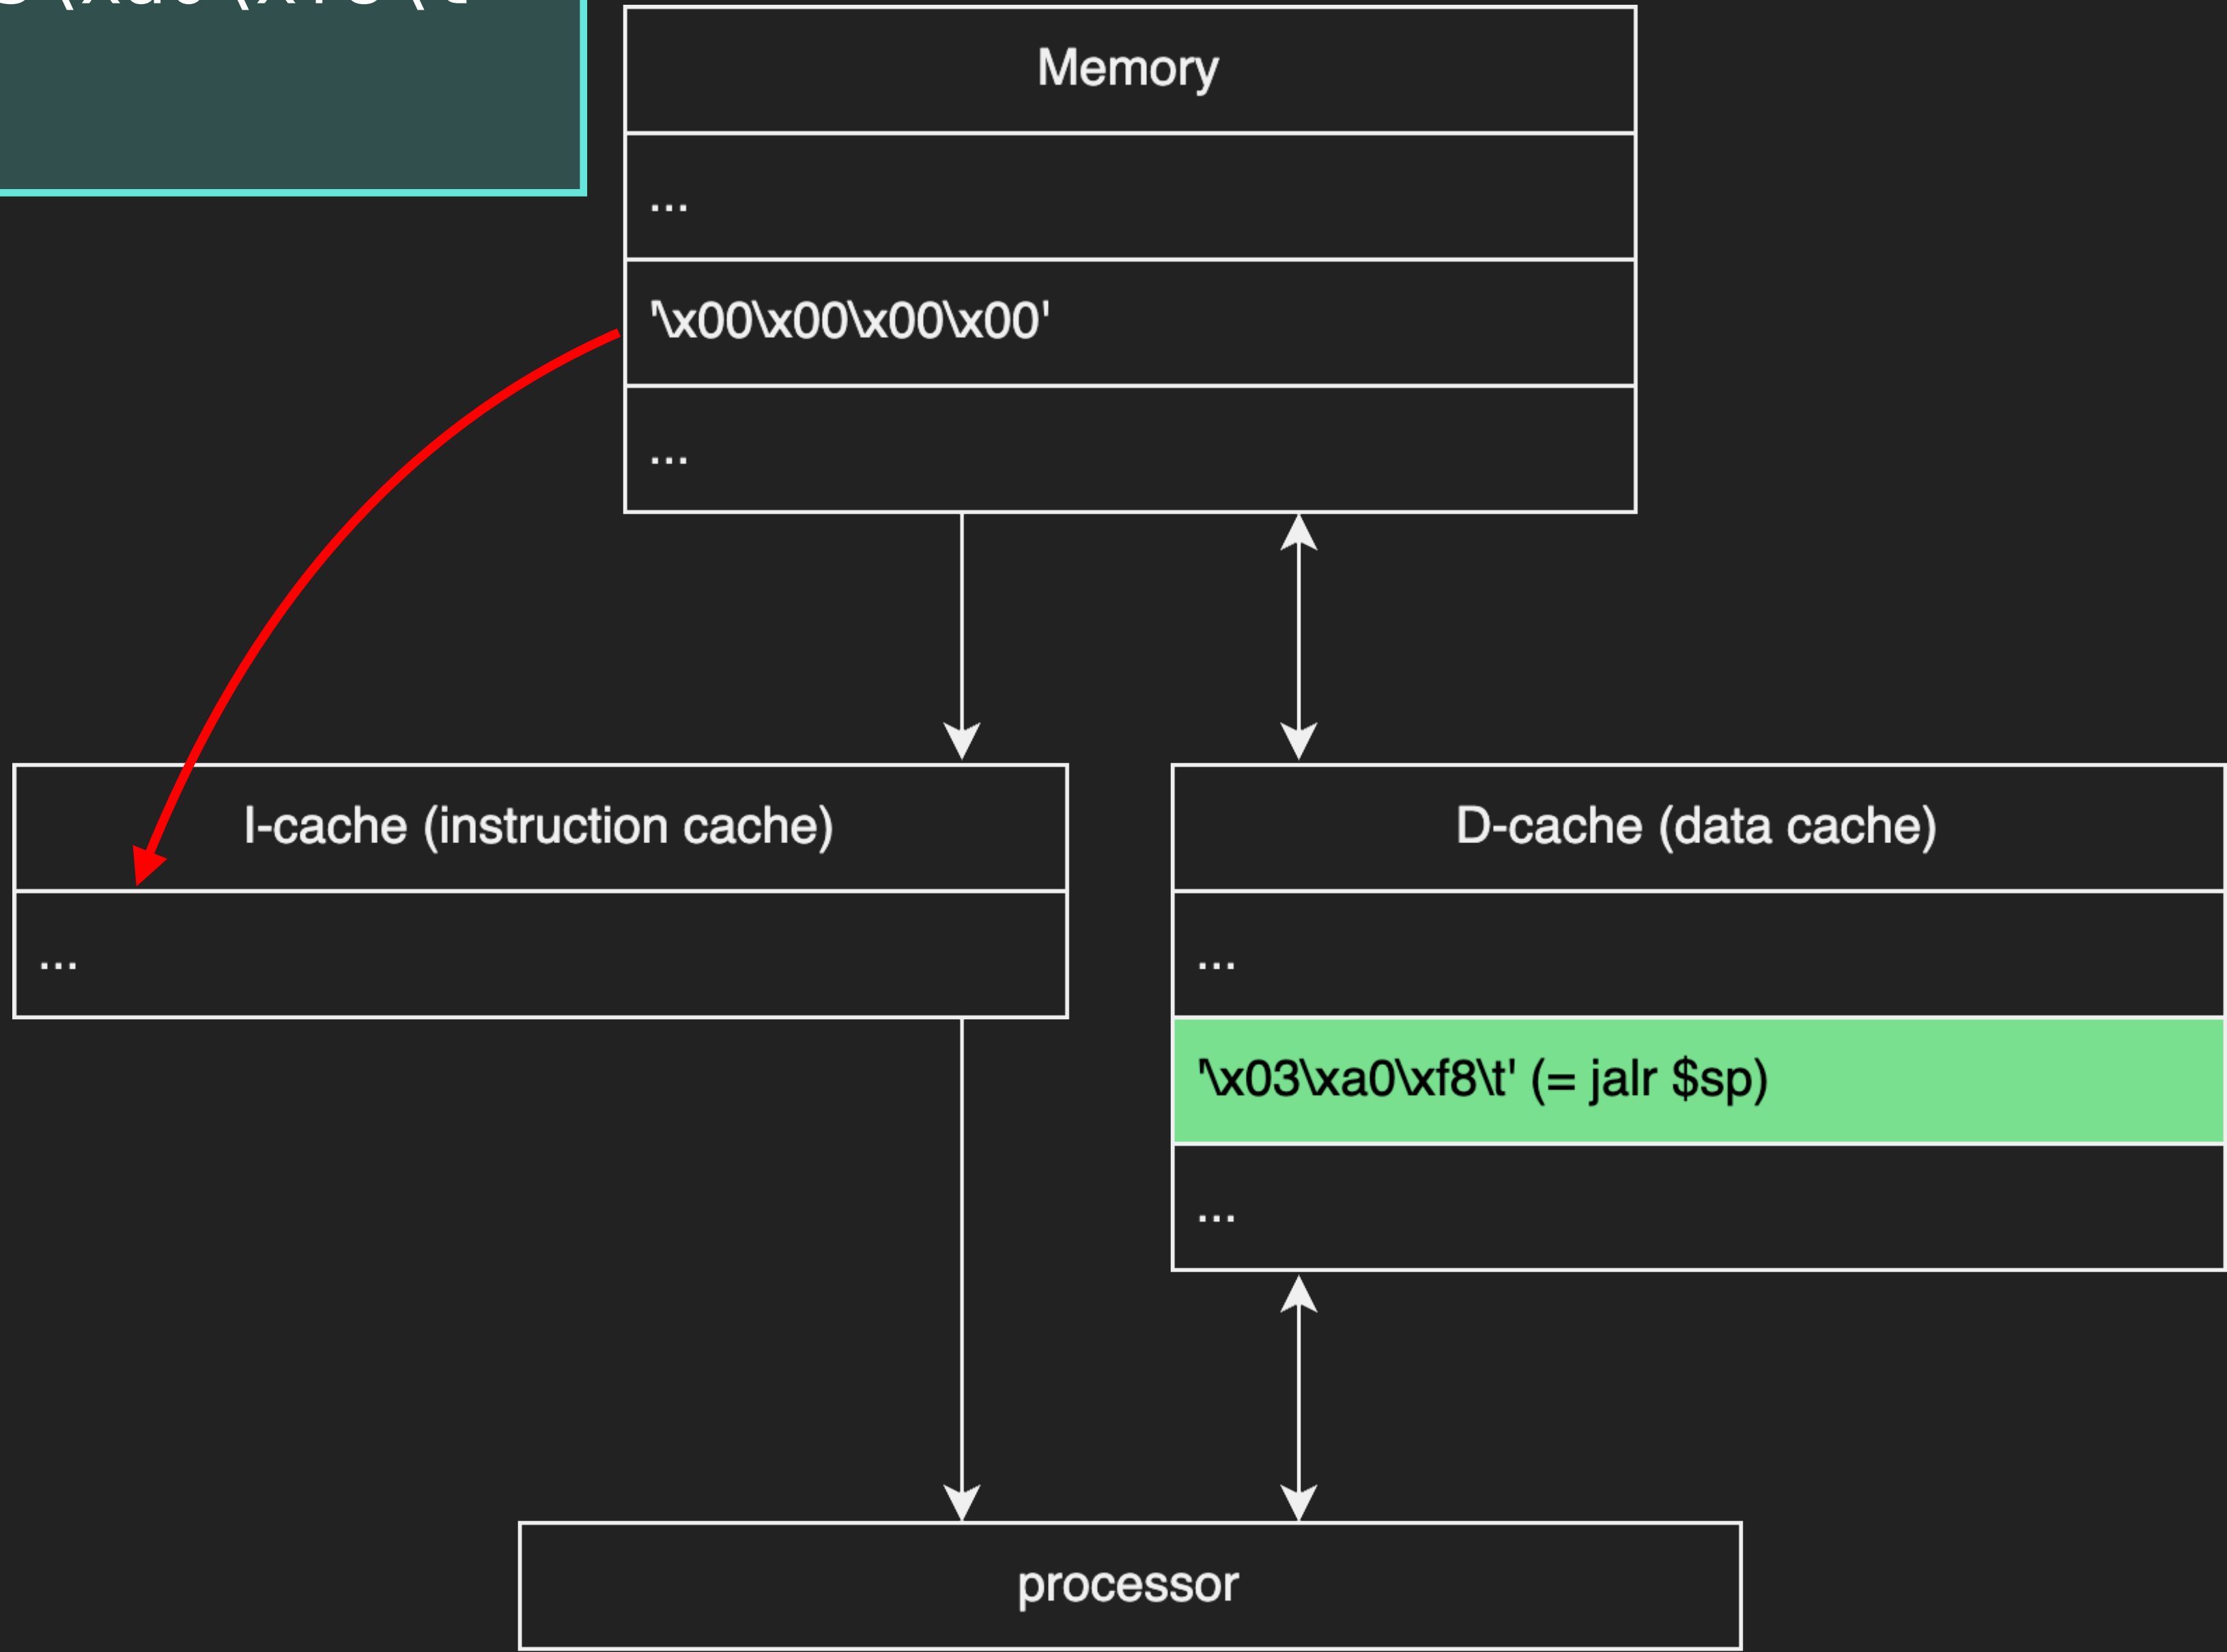 Memory
...
'\x00\x00\x00\x00'
...
I-cache (instruction cache)
D-cache (data cache)
...
...
'\x03\xa0\xf8\t' (= jalr $sp)
...
processor